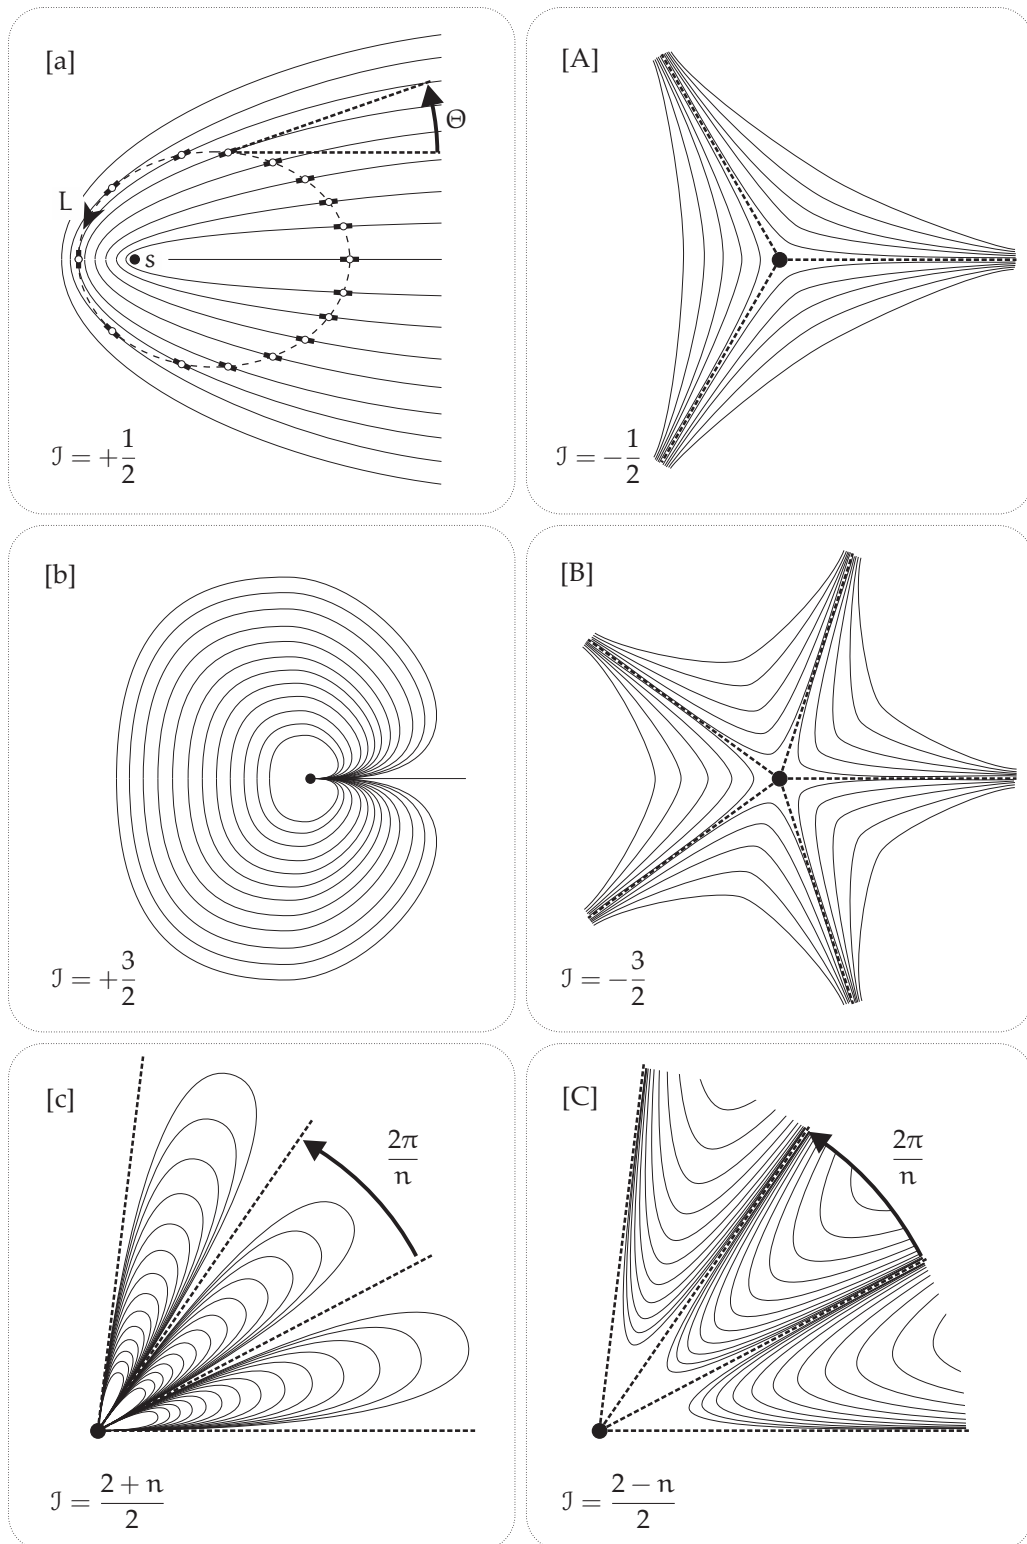 [a]
Θ
L
s
𝓘 = +1/2
[A]
𝓘 = −1/2
[b]
𝓘 = +3/2
[B]
𝓘 = −3/2
[c]
2π/n
𝓘 = (2 + n)/2
[C]
2π/n
𝓘 = (2 − n)/2